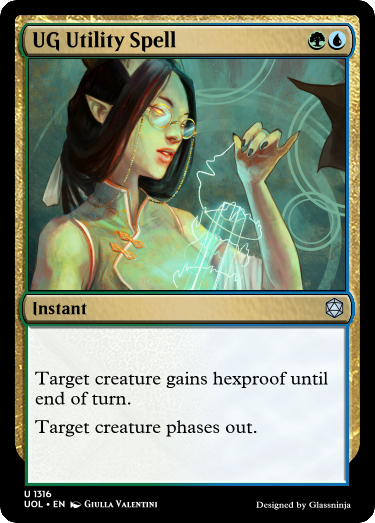 UG Utility Spell
Instant
Target creature gains hexproof until
end of turn.
Target creature phases out.
U 1316
UOL • EN Giulla Valentini Designed by Glassninja